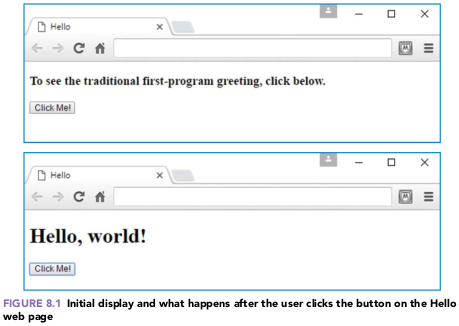 Hello
To see the traditional first-program greeting, click below.
Click Me!
Hello
Hello, world!
Click Me!
FIGURE 8.1 Initial display and what happens after the user clicks the button on the Hello
web page